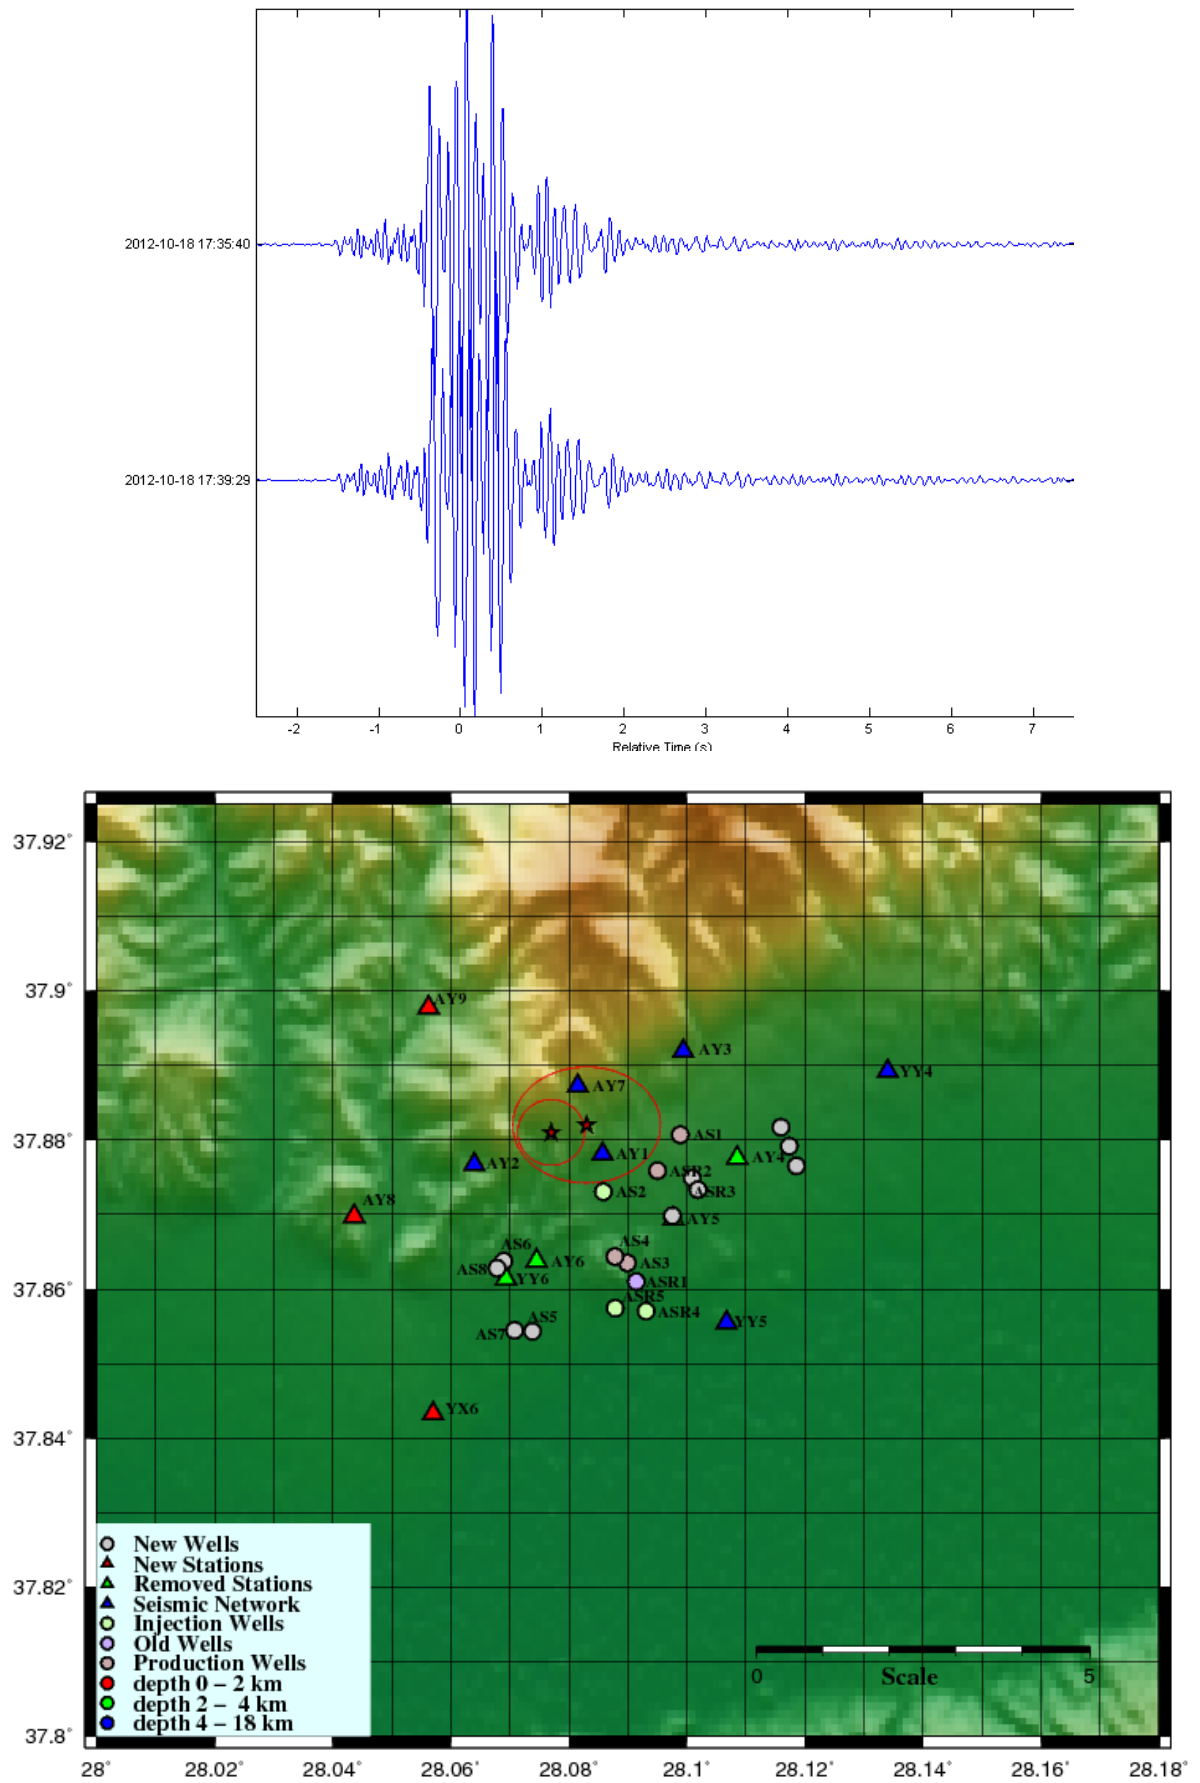 2012-10-18 17:35:40
2012-10-18 17:39:29
-2 -1 0 1 2 3 4 5 6 7
Relative Time (s)
37.92°
37.9°
AY9
AY3
AY7
YY4
37.88°
AS1
AY2
AY1
AY4
ASR2
AS2
ASR3
AY8
AY5
AS6
AS4
AS8
AY6
AS3
YY6
ASR1
37.86°
ASR5
AS5
ASR4
YY5
AS7
YX6
37.84°
New Wells
New Stations
Removed Stations
Seismic Network
Injection Wells
Old Wells
Production Wells
depth 0 – 2 km
depth 2 – 4 km
depth 4 – 18 km
37.82°
0 5
Scale
37.8°
28° 28.02° 28.04° 28.06° 28.08° 28.1° 28.12° 28.14° 28.16° 28.18°